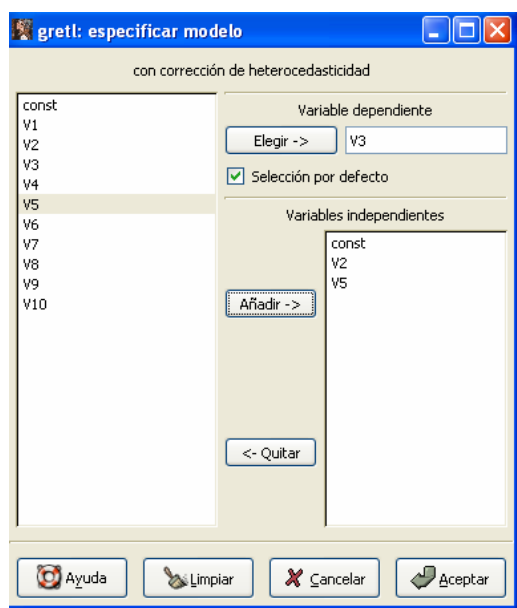 gretl: especificar modelo
con corrección de heterocedasticidad
const
V1
V2
V3
V4
V5
V6
V7
V8
V9
V10
Variable dependiente
Elegir -> V3
Selección por defecto
Variables independientes
const
V2
V5
Añadir ->
<- Quitar
Ayuda Limpiar Cancelar Aceptar